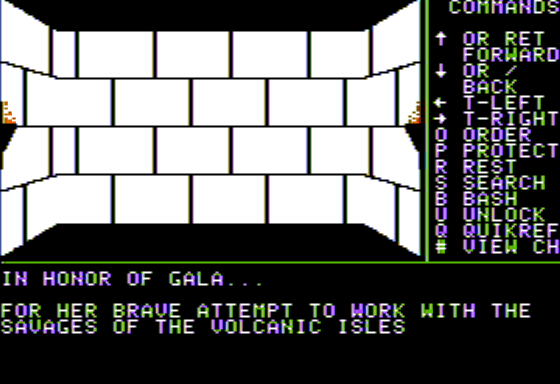 COMMANDS
↑ OR RET
FORWARD
↓ OR /
BACK
← T-LEFT
→ T-RIGHT
O ORDER
P PROTECT
R REST
S SEARCH
B BASH
U UNLOCK
Q QUIKREF
# VIEW CH
IN HONOR OF GALA...
FOR HER BRAVE ATTEMPT TO WORK WITH THE
SAVAGES OF THE VOLCANIC ISLES